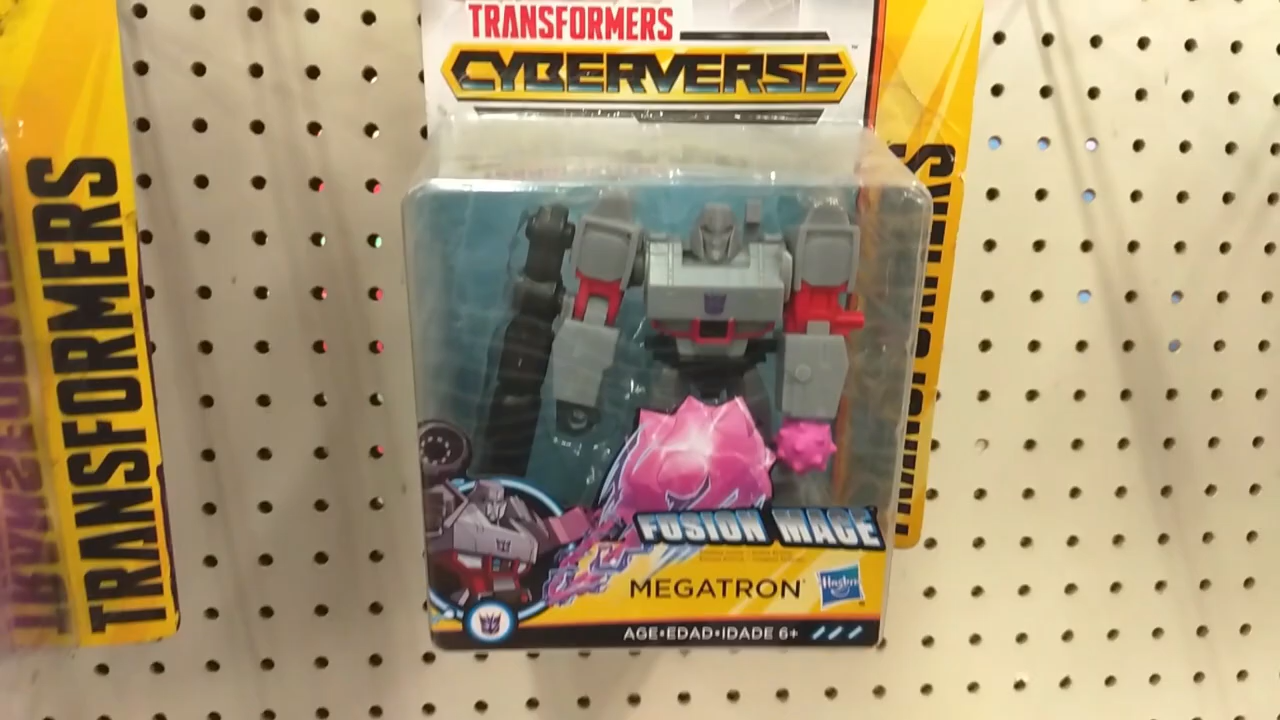 TRANSFORMERS
CYBERVERSE
TRANSFORMERS
FUSION MACE
MEGATRON
Hasbro
AGE•EDAD•IDADE 6+